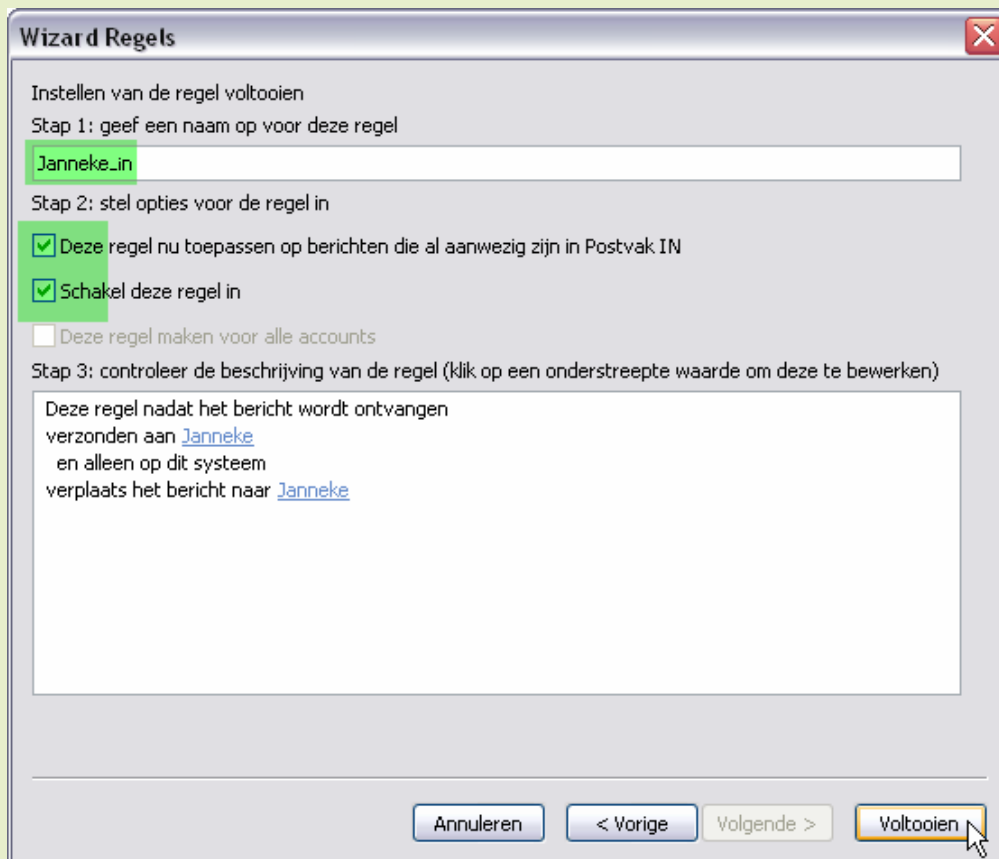 Wizard Regels
Instellen van de regel voltooien
Stap 1: geef een naam op voor deze regel
Janneke_in
Stap 2: stel opties voor de regel in
Deze regel nu toepassen op berichten die al aanwezig zijn in Postvak IN
Schakel deze regel in
Deze regel maken voor alle accounts
Stap 3: controleer de beschrijving van de regel (klik op een onderstreepte waarde om deze te bewerken)
Deze regel nadat het bericht wordt ontvangen
verzonden aan Janneke
en alleen op dit systeem
verplaats het bericht naar Janneke
Annuleren < Vorige Volgende > Voltooien